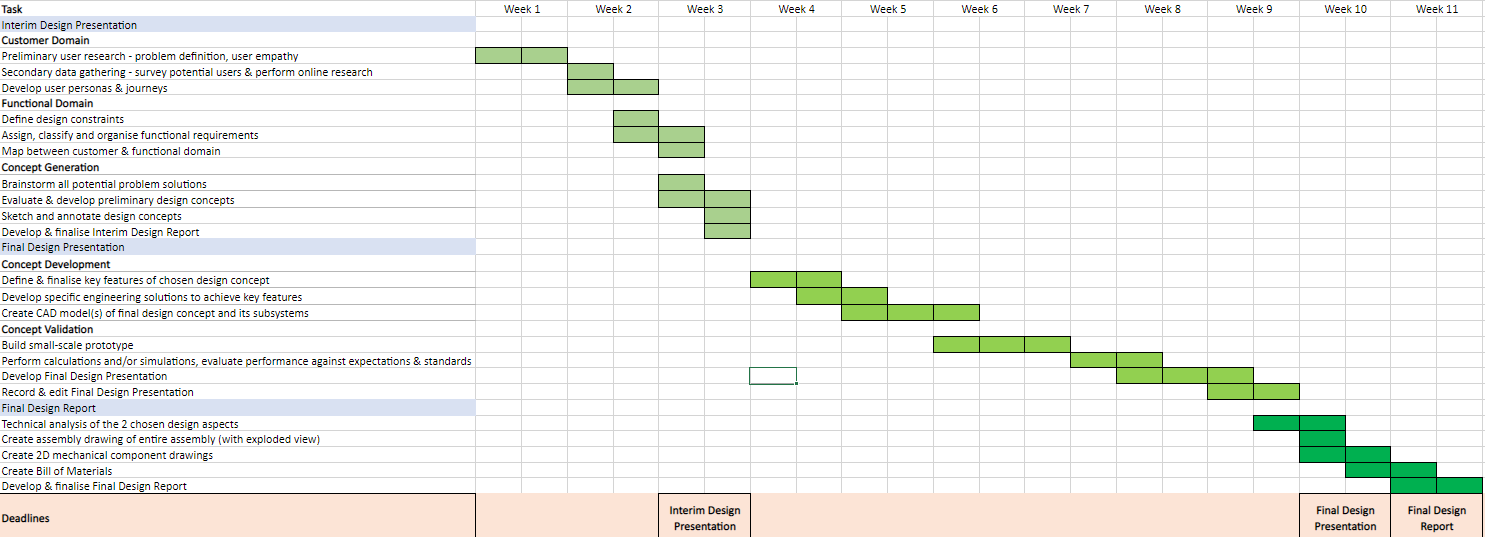 Task Week 1 Week 2 Week 3 Week 4 Week 5 Week 6 Week 7 Week 8 Week 9 Week 10 Week 11
Interim Design Presentation
Customer Domain
Preliminary user research - problem definition, user empathy
Secondary data gathering - survey potential users & perform online research
Develop user personas & journeys
Functional Domain
Define design constraints
Assign, classify and organise functional requirements
Map between customer & functional domain
Concept Generation
Brainstorm all potential problem solutions
Evaluate & develop preliminary design concepts
Sketch and annotate design concepts
Develop & finalise Interim Design Report
Final Design Presentation
Concept Development
Define & finalise key features of chosen design concept
Develop specific engineering solutions to achieve key features
Create CAD model(s) of final design concept and its subsystems
Concept Validation
Build small-scale prototype
Perform calculations and/or simulations, evaluate performance against expectations & standards
Develop Final Design Presentation
Record & edit Final Design Presentation
Final Design Report
Technical analysis of the 2 chosen design aspects
Create assembly drawing of entire assembly (with exploded view)
Create 2D mechanical component drawings
Create Bill of Materials
Develop & finalise Final Design Report
Deadlines
Interim Design
Presentation
Final Design
Presentation
Final Design
Report